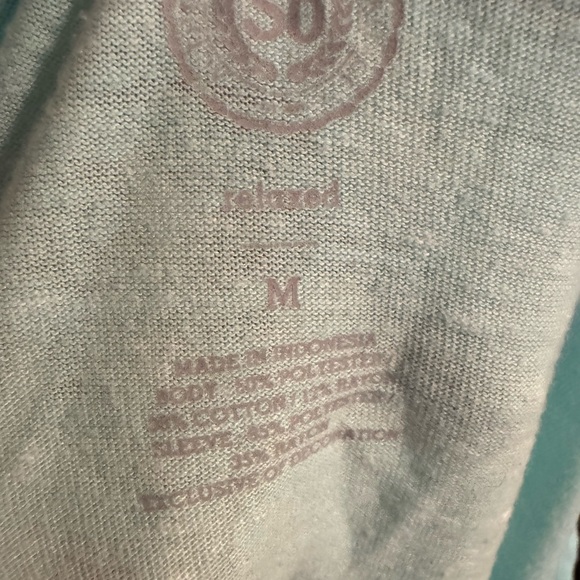 SO
relaxed
M
MADE IN INDONESIA
BODY 50% POLYESTER/
38% COTTON / 12% RAYON
SLEEVE 65% POLYESTER/
35% RAYON
EXCLUSIVE OF DECORATION